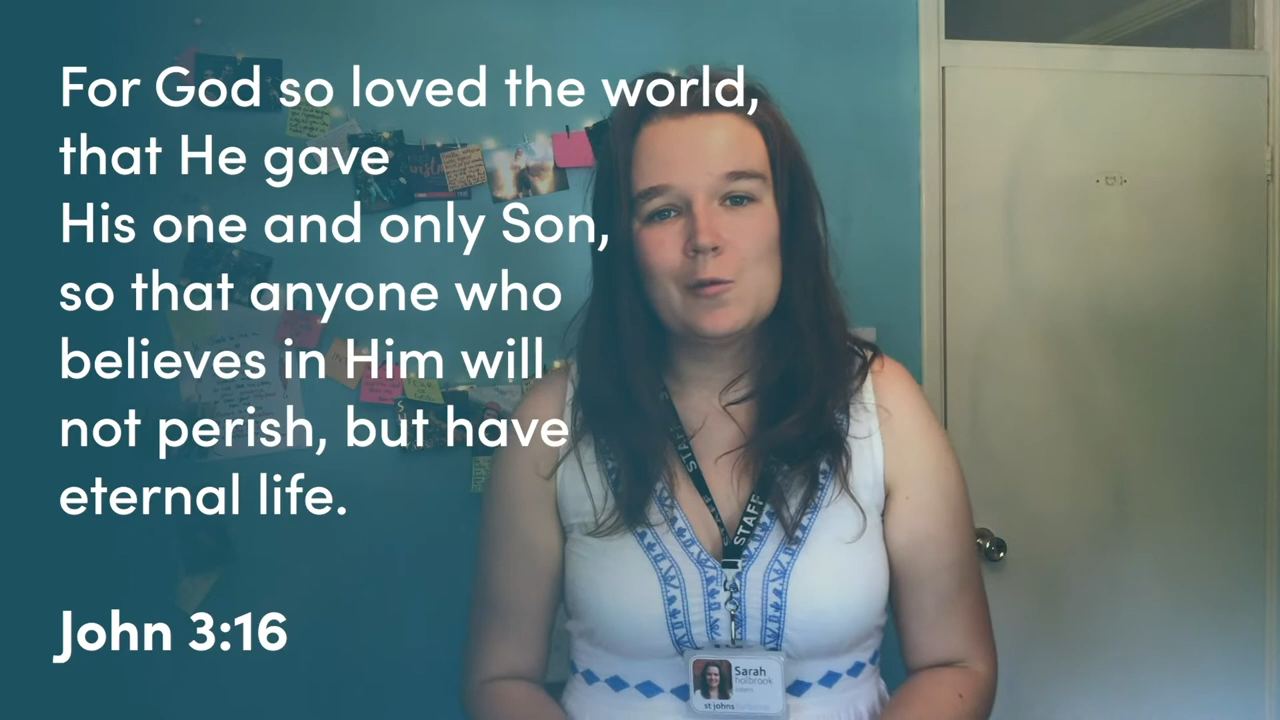 For God so loved the world,
that He gave
His one and only Son,
so that anyone who
believes in Him will
not perish, but have
eternal life.
John 3:16
STAFF
STAFF
Sarah
holbrook
st johns